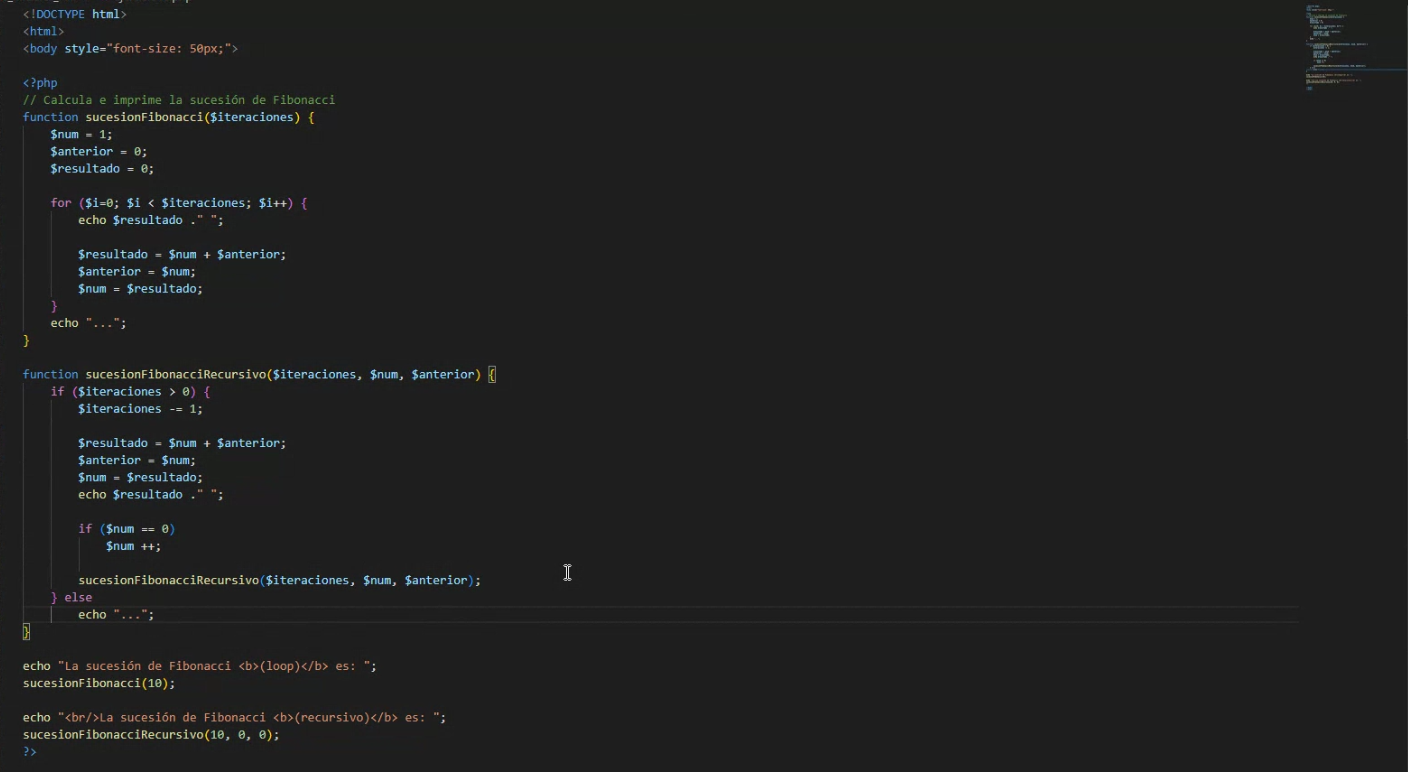 <!DOCTYPE html>
<html>
<body style="font-size: 50px;">

<?php
// Calcula e imprime la sucesión de Fibonacci
function sucesionFibonacci($iteraciones) {
    $num = 1;
    $anterior = 0;
    $resultado = 0;

    for ($i=0; $i < $iteraciones; $i++) {
        echo $resultado ." ";

        $resultado = $num + $anterior;
        $anterior = $num;
        $num = $resultado;
    }
    echo "...";
}

function sucesionFibonacciRecursivo($iteraciones, $num, $anterior) {
    if ($iteraciones > 0) {
        $iteraciones -= 1;

        $resultado = $num + $anterior;
        $anterior = $num;
        $num = $resultado;
        echo $resultado ." ";

        if ($num == 0)
            $num ++;

        sucesionFibonacciRecursivo($iteraciones, $num, $anterior);
    } else
        echo "...";
}

echo "La sucesión de Fibonacci <b>(loop)</b> es: ";
sucesionFibonacci(10);

echo "<br/>La sucesión de Fibonacci <b>(recursivo)</b> es: ";
sucesionFibonacciRecursivo(10, 0, 0);
?>